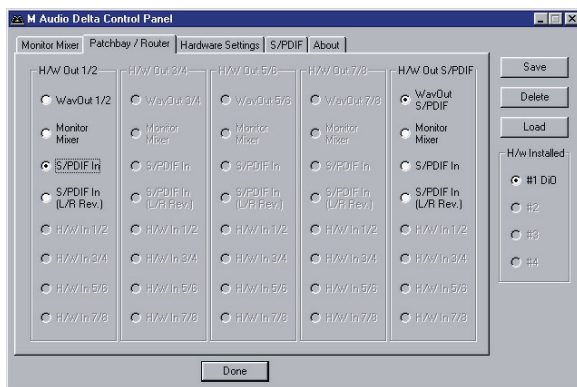 M Audio Delta Control Panel
Monitor Mixer Patchbay / Router Hardware Settings S/PDIF About
H/W Out 1/2 H/W Out 3/4 H/W Out 5/6 H/W Out 7/8 H/W Out S/PDIF
WavOut 1/2 WavOut 3/4 WavOut 5/6 WavOut 7/8 WavOut
S/PDIF
Monitor Monitor Monitor Monitor Monitor
Mixer Mixer Mixer Mixer Mixer
S/PDIF In S/PDIF In S/PDIF In S/PDIF In S/PDIF In
S/PDIF In S/PDIF In S/PDIF In S/PDIF In S/PDIF In
(L/R Rev.) (L/R Rev.) (L/R Rev.) (L/R Rev.) (L/R Rev.)
H/W In 1/2 H/W In 1/2 H/W In 1/2 H/W In 1/2 H/W In 1/2
H/W In 3/4 H/W In 3/4 H/W In 3/4 H/W In 3/4 H/W In 3/4
H/W In 5/6 H/W In 5/6 H/W In 5/6 H/W In 5/6 H/W In 5/6
H/W In 7/8 H/W In 7/8 H/W In 7/8 H/W In 7/8 H/W In 7/8
Save
Delete
Load
H/w Installed
#1 DiO
#2
#3
#4
Done